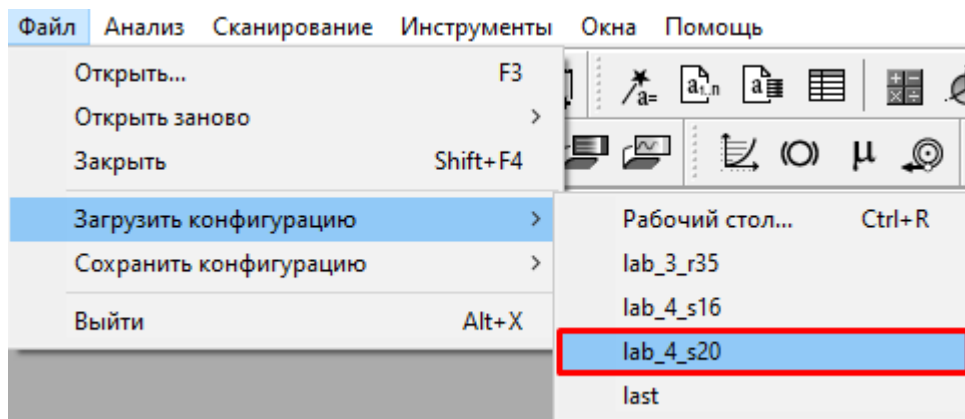 Файл Анализ Сканирование Инструменты Окна Помощь
Открыть... F3
Открыть заново
Закрыть Shift+F4
Загрузить конфигурацию
Сохранить конфигурацию
Выйти Alt+X
a=
a1..n
a
μ
Рабочий стол... Ctrl+R
lab_3_r35
lab_4_s16
lab_4_s20
last